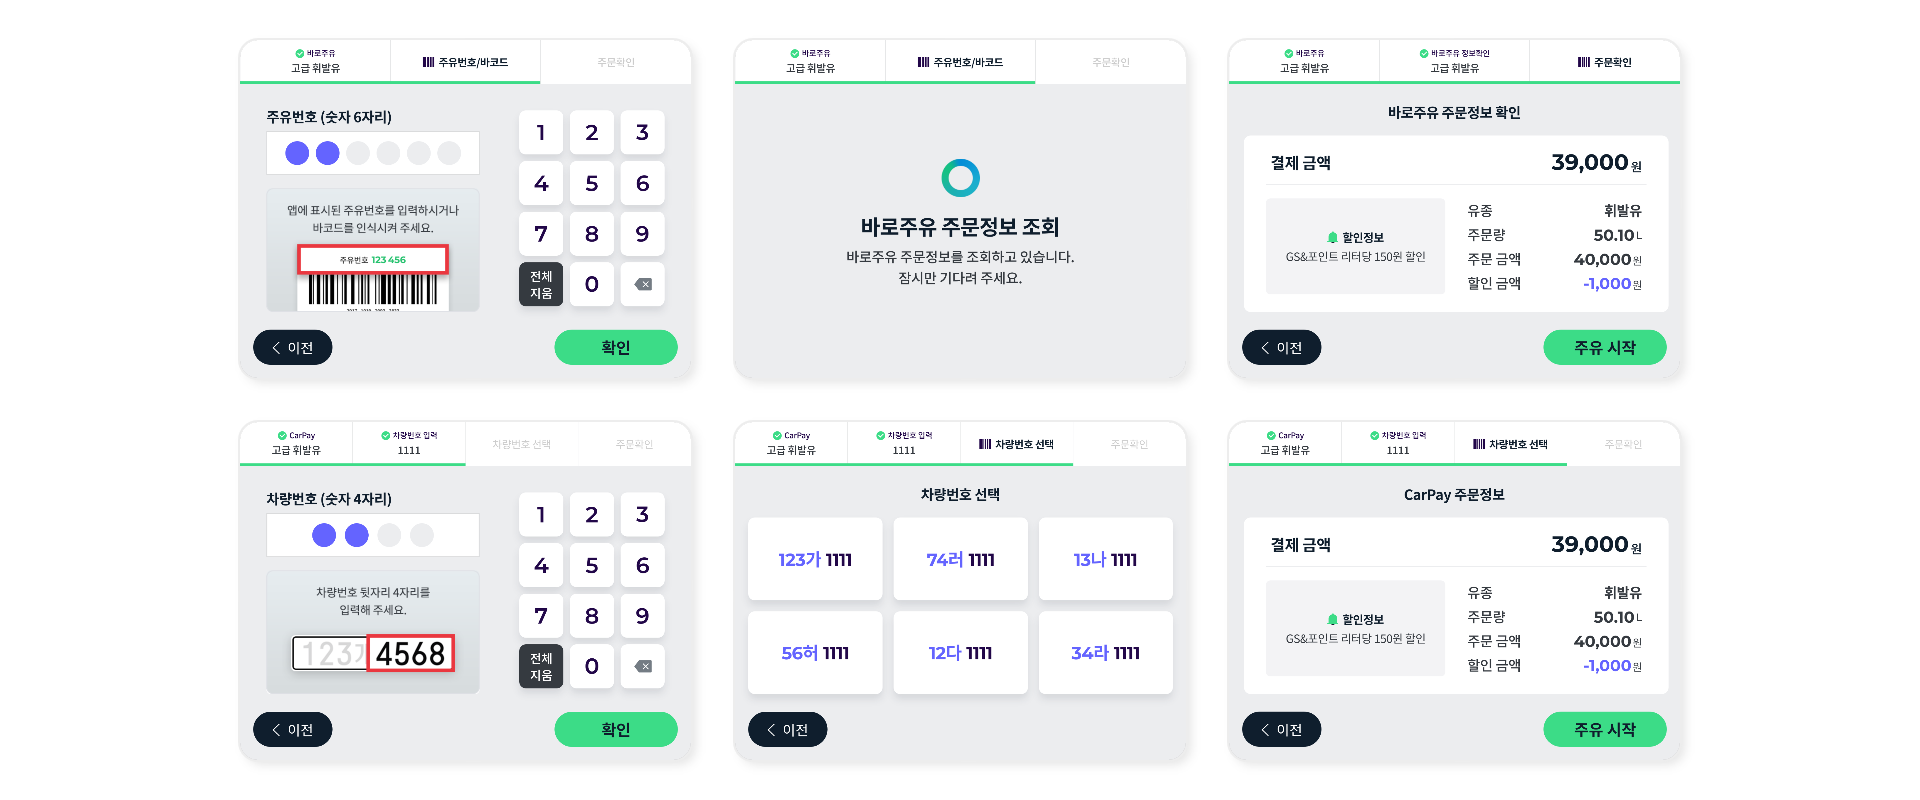 바로주유
고급 휘발유
주유번호/바코드
주문확인
주유번호 (숫자 6자리)
앱에 표시된 주유번호를 입력하시거나
바코드를 인식시켜 주세요.
주유번호 123 456
1 2 3
4 5 6
7 8 9
전체
지움
0
이전
확인
바로주유
고급 휘발유
주유번호/바코드
주문확인
바로주유 주문정보 조회
바로주유 주문정보를 조회하고 있습니다.
잠시만 기다려 주세요.
바로주유
고급 휘발유
바로주유 정보확인
고급 휘발유
주문확인
바로주유 주문정보 확인
결제 금액 39,000 원
할인정보
GS&포인트 리터당 150원 할인
유종 휘발유
주문량 50.10 L
주문 금액 40,000 원
할인 금액 -1,000 원
이전
주유 시작
CarPay
고급 휘발유
차량번호 입력
1111
차량번호 선택
주문확인
차량번호 (숫자 4자리)
차량번호 뒷자리 4자리를
입력해 주세요.
123가 4568
1 2 3
4 5 6
7 8 9
전체
지움
0
이전
확인
CarPay
고급 휘발유
차량번호 입력
1111
차량번호 선택
주문확인
차량번호 선택
123가 1111
74러 1111
13나 1111
56허 1111
12다 1111
34라 1111
이전
CarPay
고급 휘발유
차량번호 입력
1111
차량번호 선택
주문확인
CarPay 주문정보
결제 금액 39,000 원
할인정보
GS&포인트 리터당 150원 할인
유종 휘발유
주문량 50.10 L
주문 금액 40,000 원
할인 금액 -1,000 원
이전
주유 시작